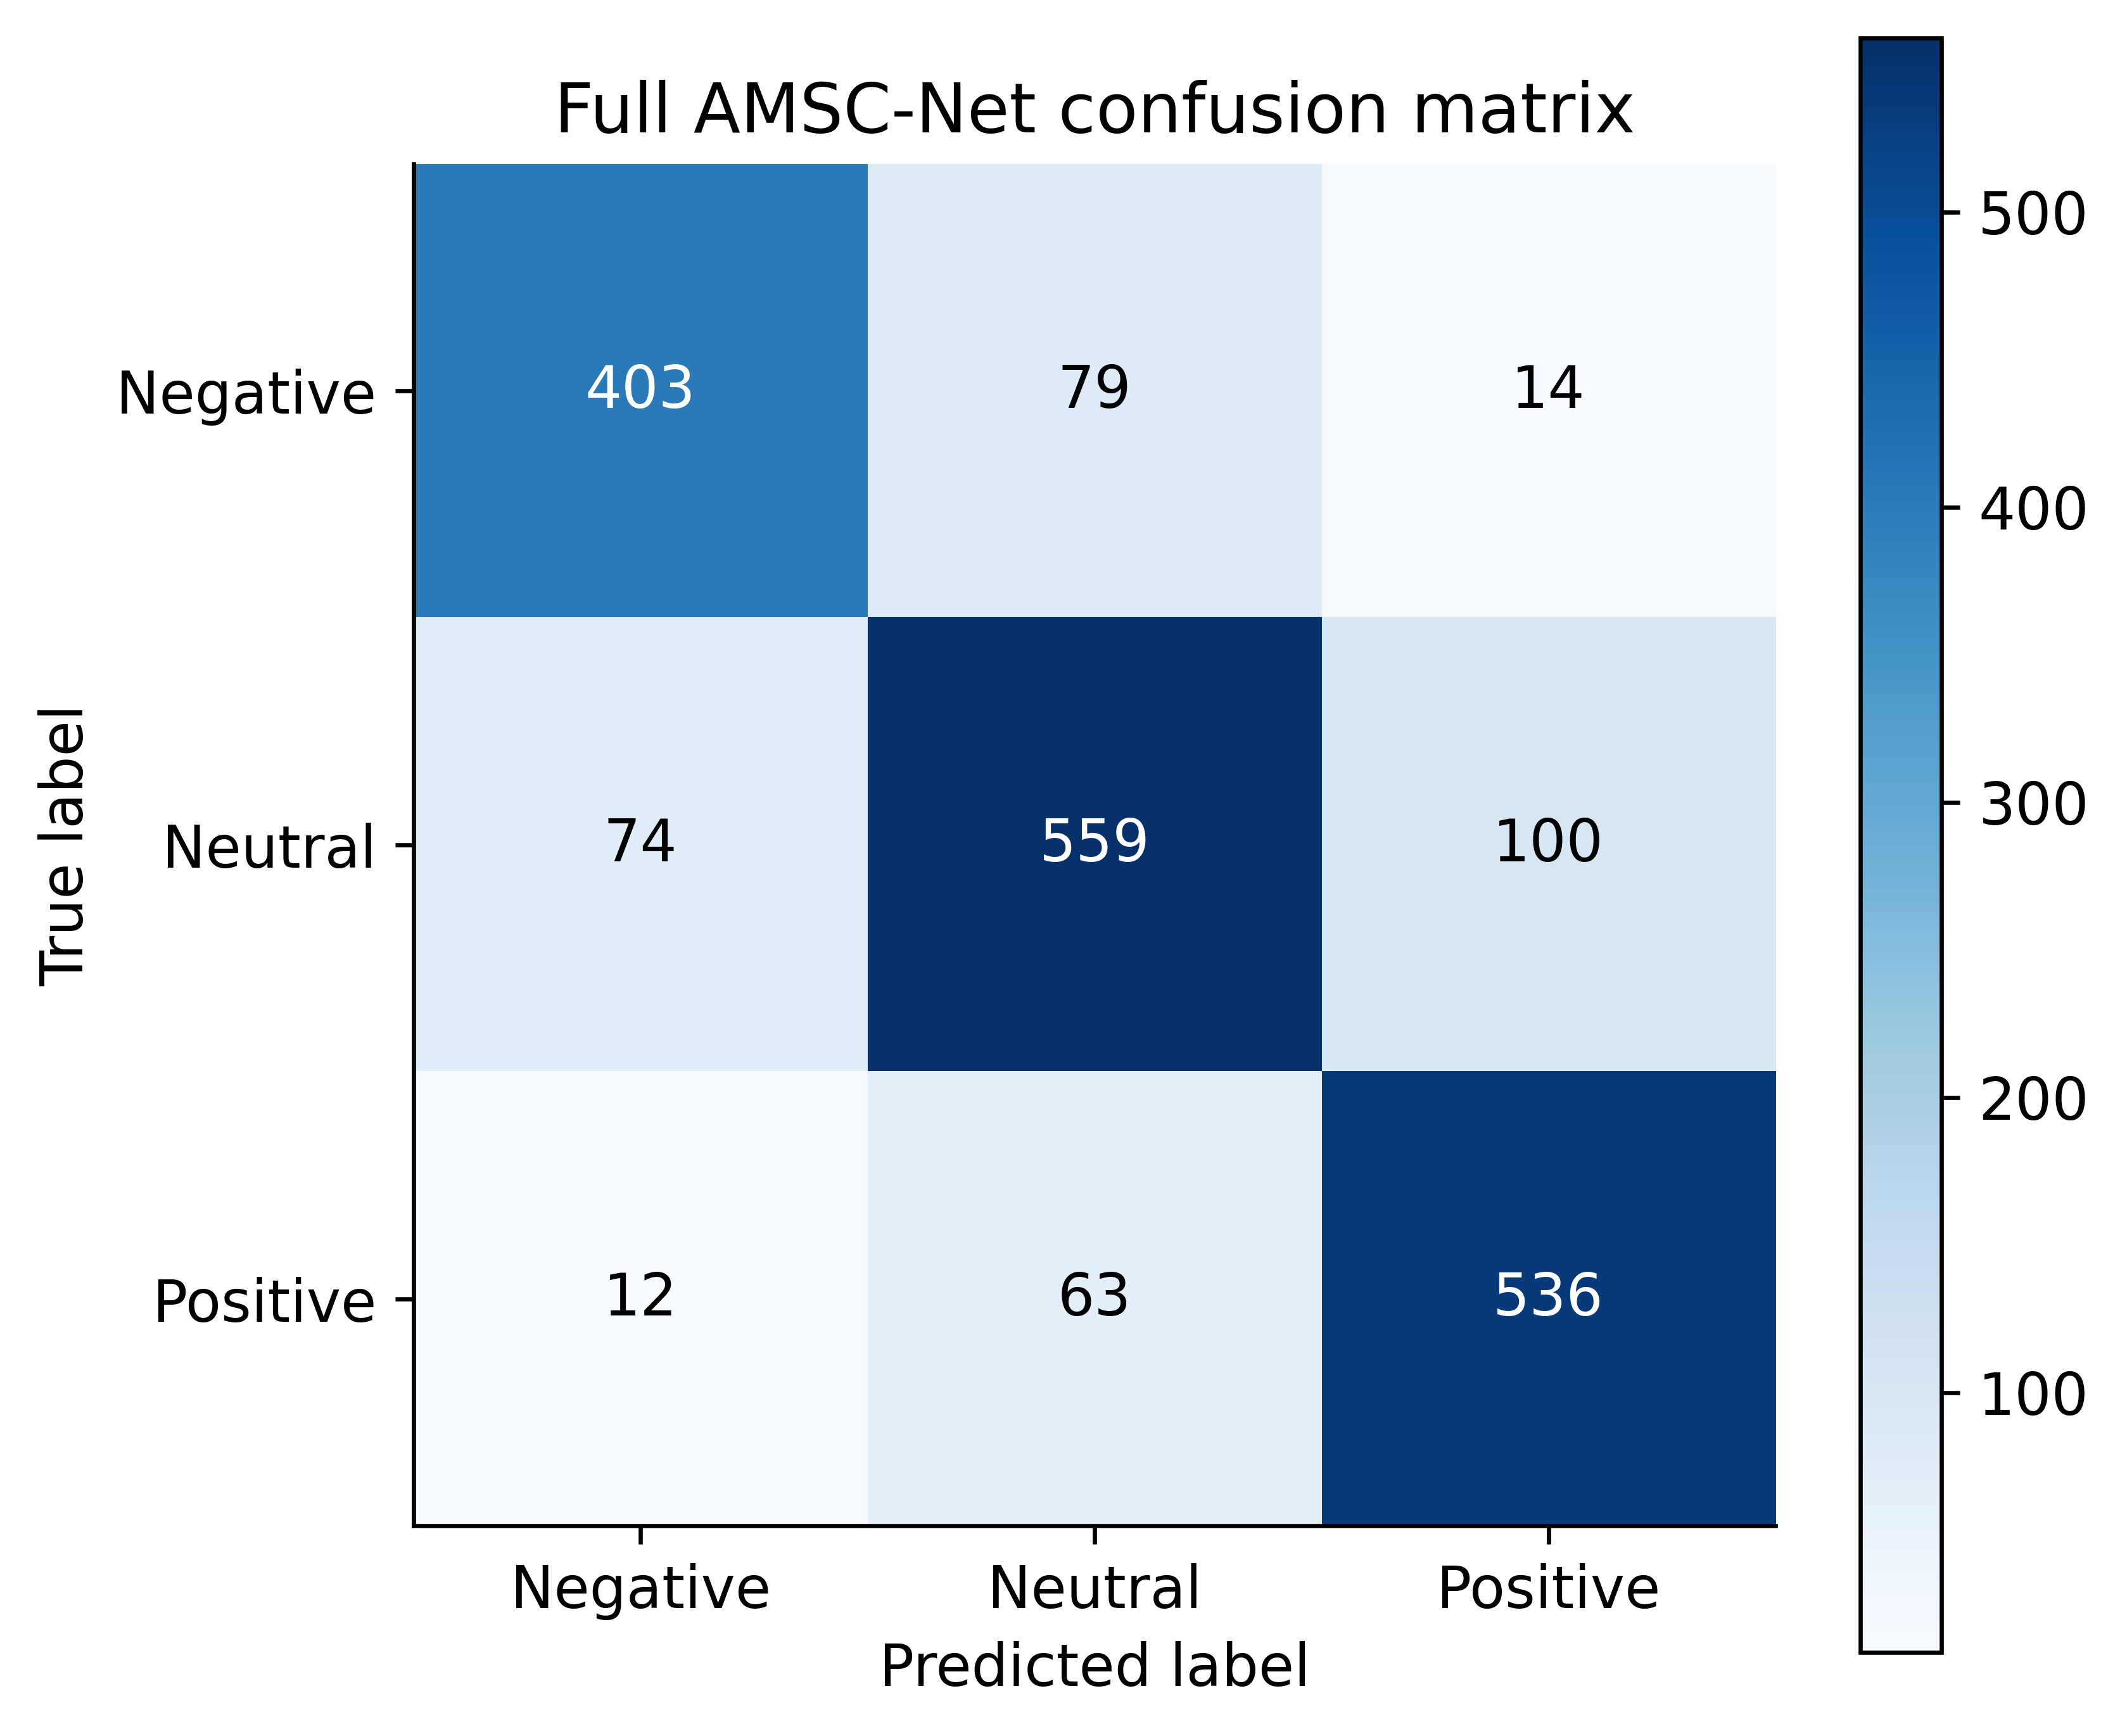 Full AMSC-Net confusion matrix
True label
Negative 403 79 14
Neutral 74 559 100
Positive 12 63 536
Negative Neutral Positive
Predicted label
500
400
300
200
100